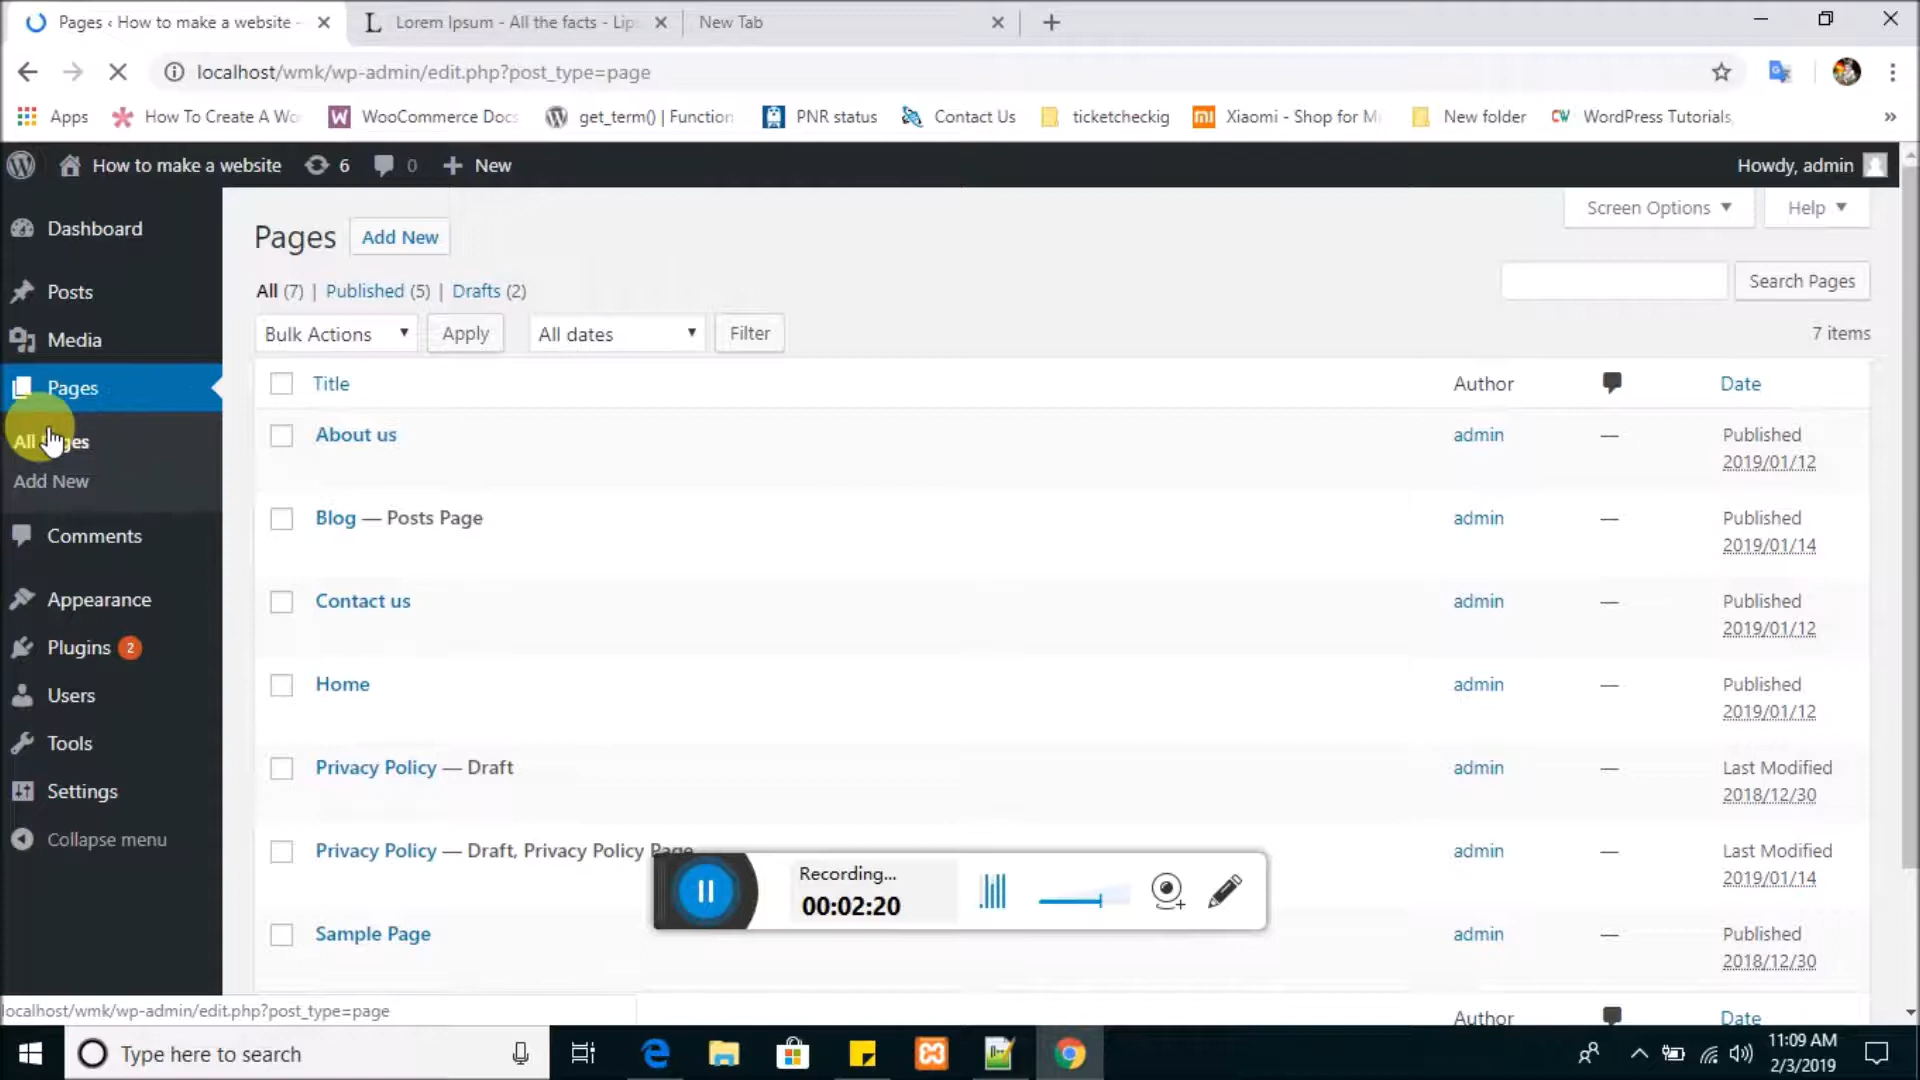 Pages ‹ How to make a website -
Lorem Ipsum - All the facts - Lips
New Tab
localhost/wmk/wp-admin/edit.php?post_type=page
Apps
How To Create A Wo
WooCommerce Docs
get_term() | Function
PNR status
Contact Us
ticketcheckig
Xiaomi - Shop for M
New folder
WordPress Tutorials,
»
How to make a website
6
0
New
Howdy, admin
Dashboard
Posts
Media
Pages
All Pages
Add New
Comments
Appearance
Plugins 2
Users
Tools
Settings
Collapse menu
Pages
Add New
Screen Options
Help
All (7) | Published (5) | Drafts (2)
Search Pages
Bulk Actions
Apply
All dates
Filter
7 items
Title
Author
Date
About us
admin
—
Published
2019/01/12
Blog — Posts Page
admin
—
Published
2019/01/14
Contact us
admin
—
Published
2019/01/12
Home
admin
—
Published
2019/01/12
Privacy Policy — Draft
admin
—
Last Modified
2018/12/30
Privacy Policy — Draft, Privacy Policy Page
admin
—
Last Modified
2019/01/14
Sample Page
admin
—
Published
2018/12/30
Author
Date
Recording...
00:02:20
localhost/wmk/wp-admin/edit.php?post_type=page
Type here to search
11:09 AM
2/3/2019